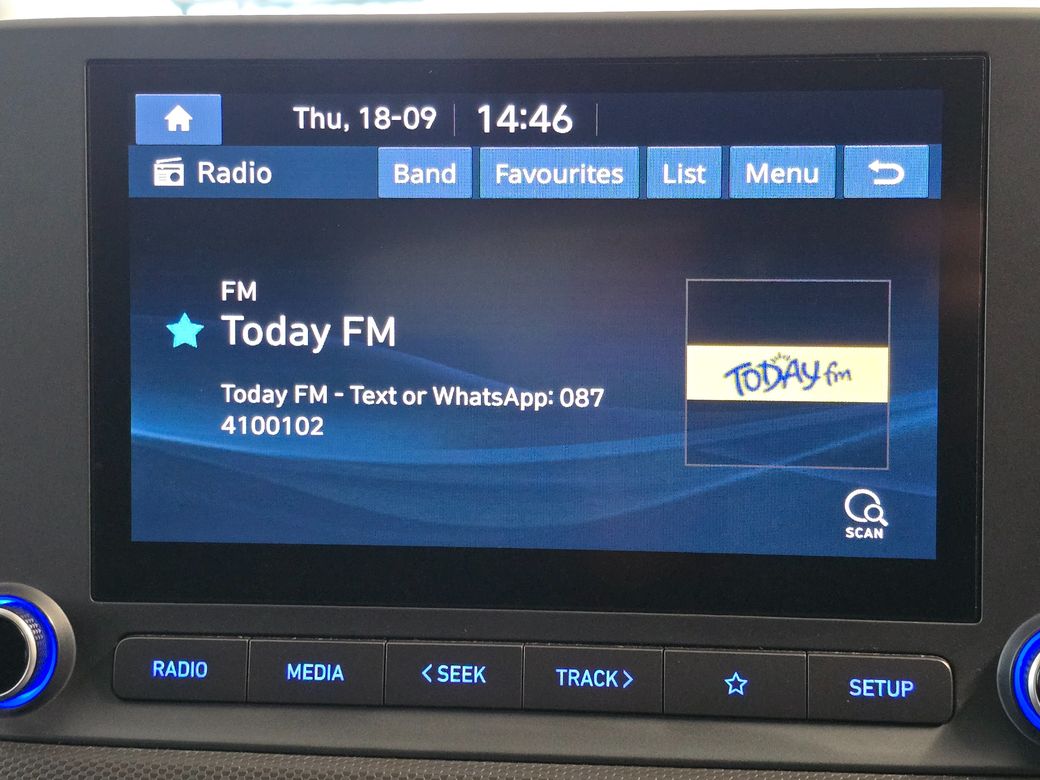 Thu, 18-09 14:46
Radio Band Favourites List Menu
FM
Today FM
Today FM - Text or WhatsApp: 087
4100102
TODAY fm
SCAN
RADIO MEDIA <SEEK TRACK> SETUP